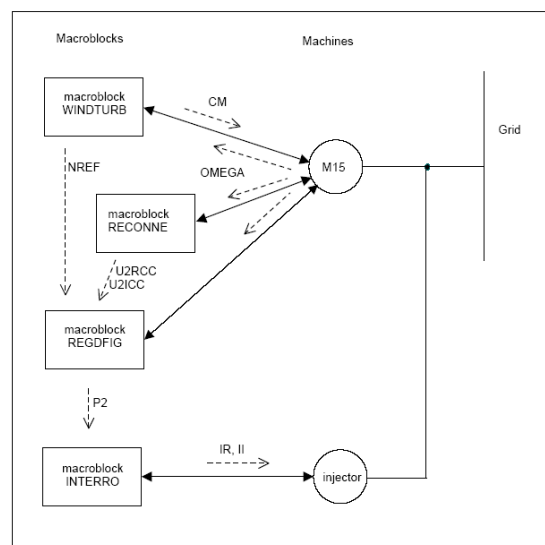 Macroblocks
Machines
macroblock
WINDTURB
CM
Grid
NREF
M15
OMEGA
macroblock
RECONNE
U2RCC
U2ICC
macroblock
REGDFIG
P2
IR, II
macroblock
INTERRO
injector